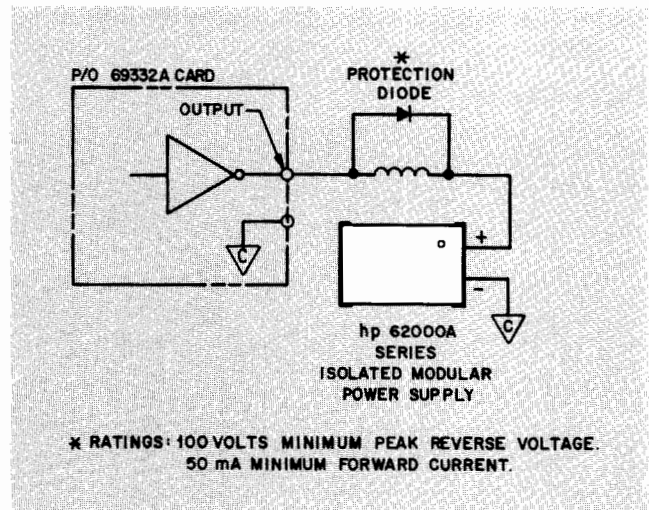 P/O 69332A CARD
*
PROTECTION
DIODE
OUTPUT
+
-
C
C
hp 62000A
SERIES
ISOLATED MODULAR
POWER SUPPLY
* RATINGS: 100 VOLTS MINIMUM PEAK REVERSE VOLTAGE.
50 mA MINIMUM FORWARD CURRENT.